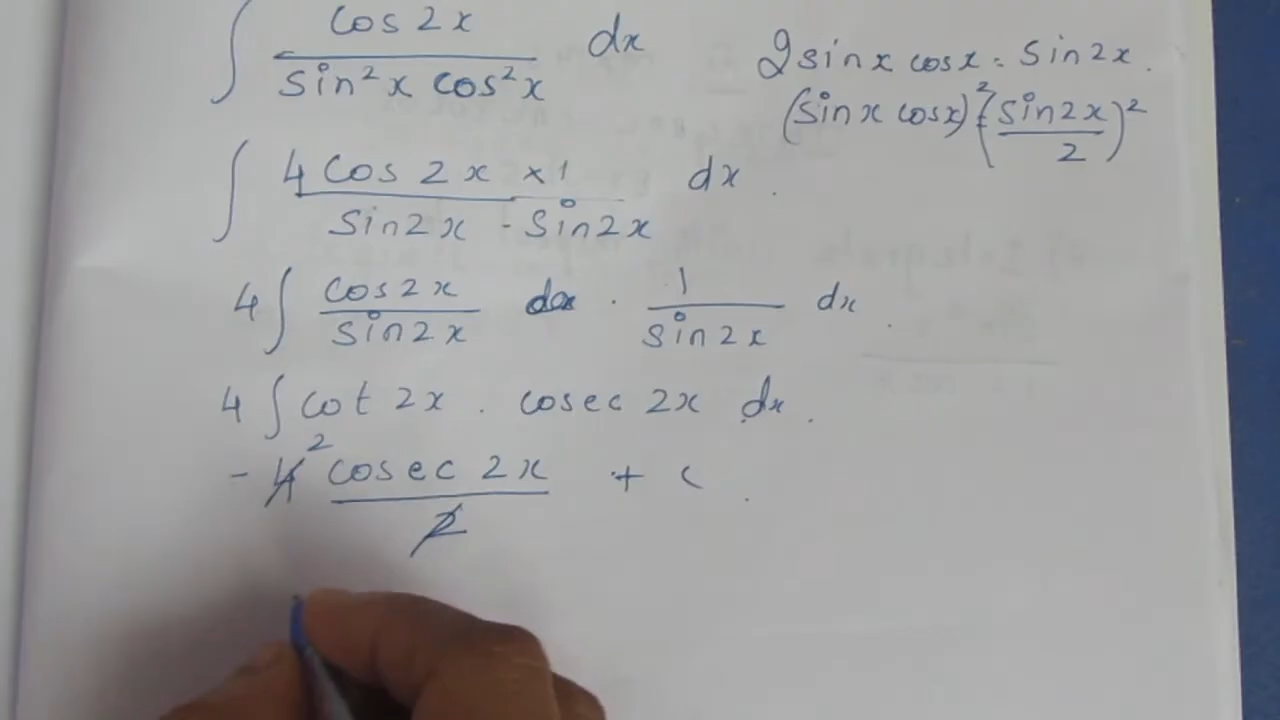 ∫ cos 2x / sin²x cos²x dx
2 sin x cos x = sin 2x.
(sin x cos x)² = (sin 2x / 2)²
∫ 4 cos 2x × 1 / sin 2x · sin 2x dx.
4 ∫ cos 2x / sin 2x · 1 / sin 2x dx.
4 ∫ cot 2x . cosec 2x dx.
- 4 2 cosec 2x / 2 + c.